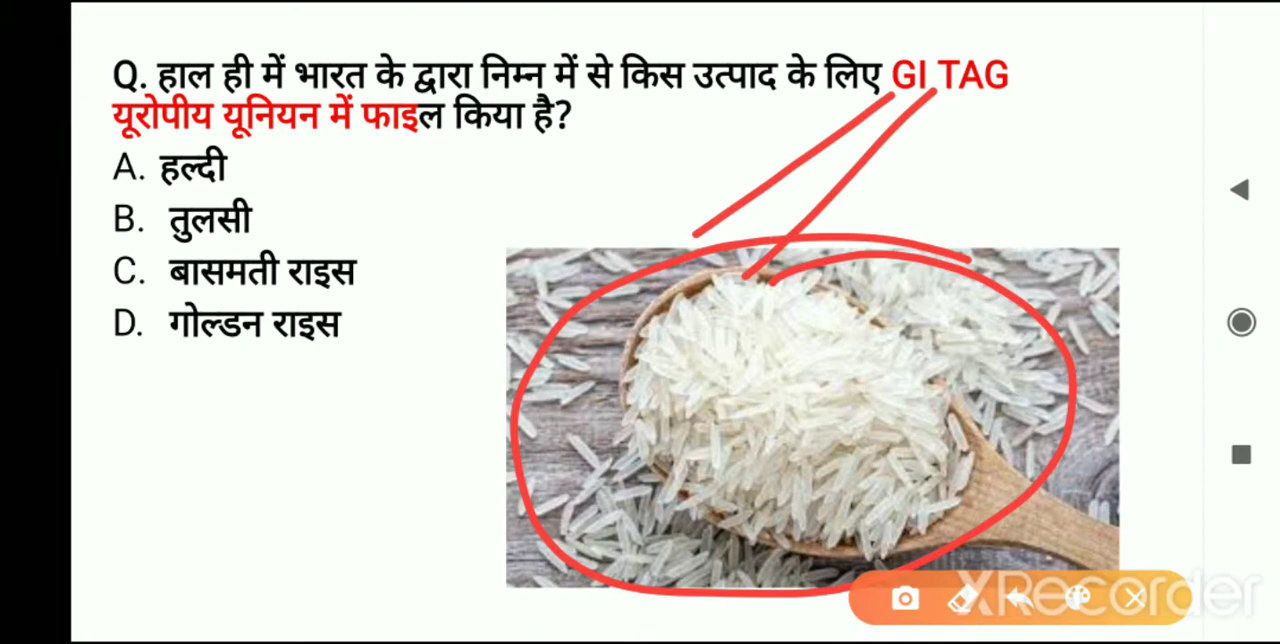 Q. हाल ही में भारत के द्वारा निम्न में से किस उत्पाद के लिए GI TAG
यूरोपीय यूनियन में फाइल किया है?
A. हल्दी
B. तुलसी
C. बासमती राइस
D. गोल्डन राइस
XRecorder